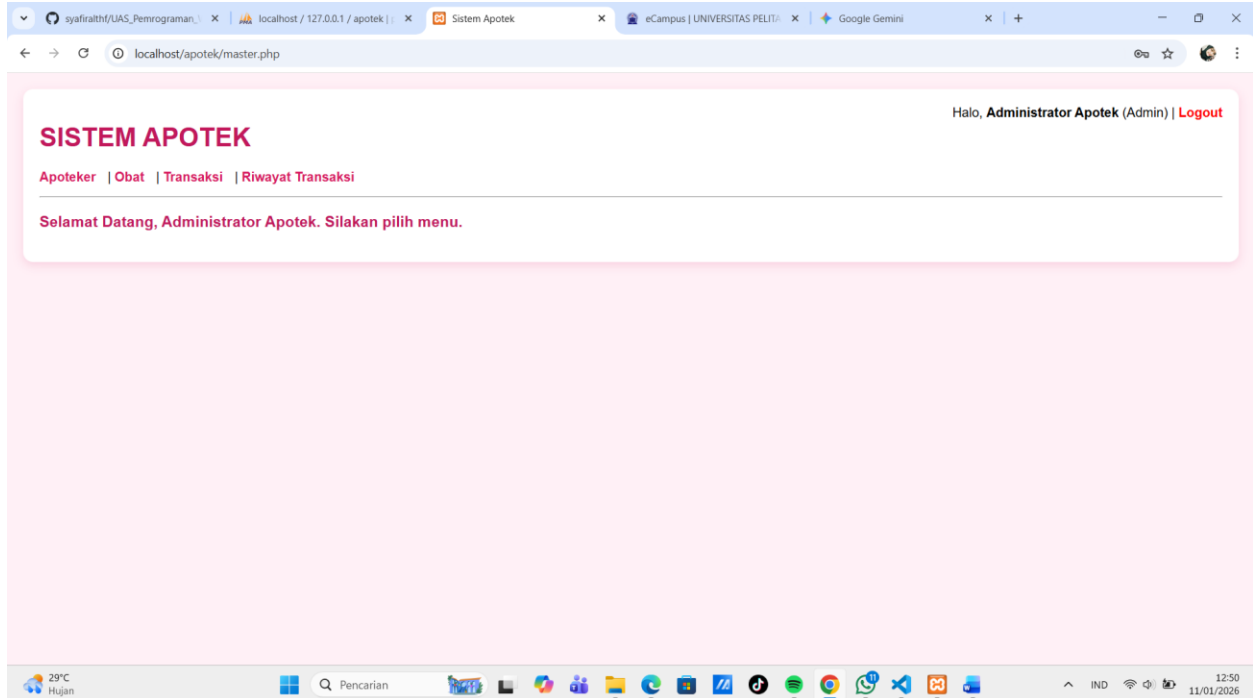 syafiralthf/UAS_Pemrograman_
localhost / 127.0.0.1 / apotek |
Sistem Apotek
eCampus | UNIVERSITAS PELITA
Google Gemini
localhost/apotek/master.php
Halo, Administrator Apotek (Admin) | Logout
SISTEM APOTEK
Apoteker | Obat | Transaksi | Riwayat Transaksi
Selamat Datang, Administrator Apotek. Silakan pilih menu.
29°C
Hujan
Pencarian
11
IND
12:50
11/01/2026